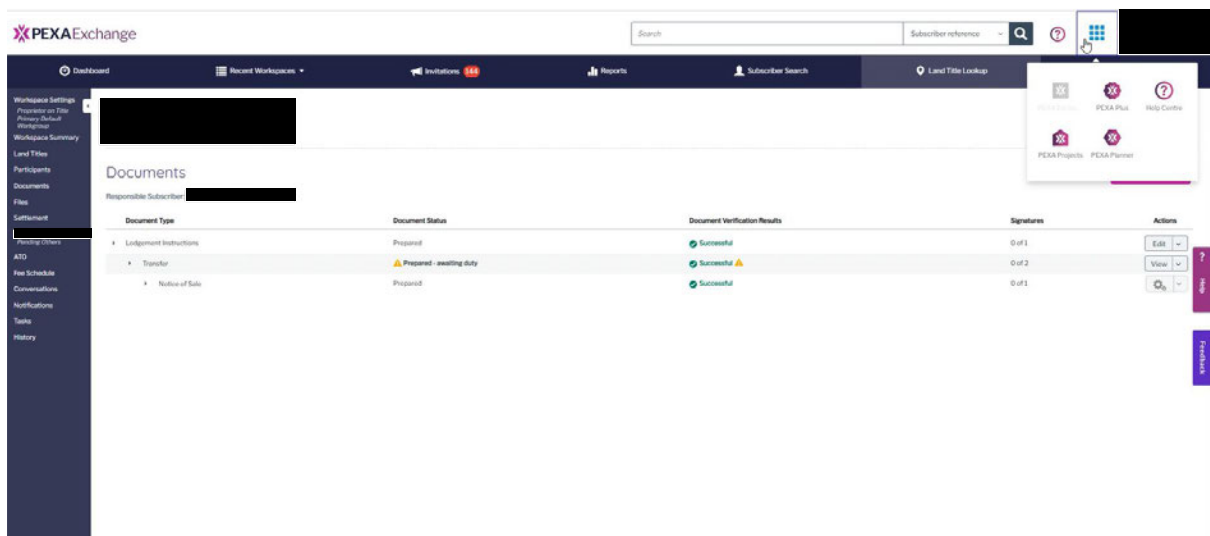 PEXAExchange
Search
Subscriber reference
Dashboard
Recent Workspaces
Invitations 144
Reports
Subscriber Search
Land Title Lookup
PEXA Plus
Help Centre
PEXA Projects
PEXA Planner
Workspace Settings
Proprietor on Title
Primary Default
Workgroup
Workspace Summary
Land Titles
Participants
Documents
Files
Settlement
Pending Others
ATO
Fee Schedule
Conversations
Notifications
Tasks
History
Documents
Responsible Subscriber:
Document Type Document Status Document Verification Results Signatures Actions
Lodgement Instructions Prepared Successful 0 of 1 Edit
Transfer Prepared - awaiting duty Successful 0 of 2 View
Notice of Sale Prepared Successful 0 of 1
? Help
Feedback